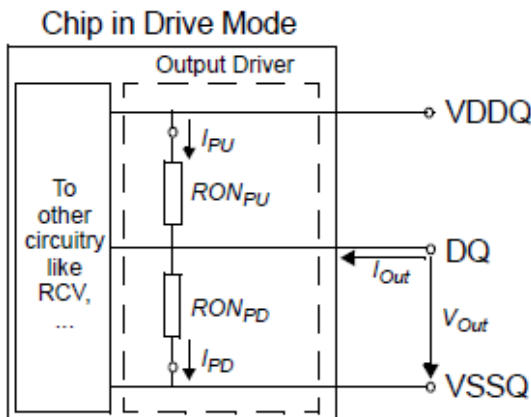 Chip in Drive Mode
Output Driver
VDDQ
I_PU
To
other
circuitry
like
RCV,
...
RON_PU
DQ
I_Out
RON_PD
V_Out
I_PD
VSSQ